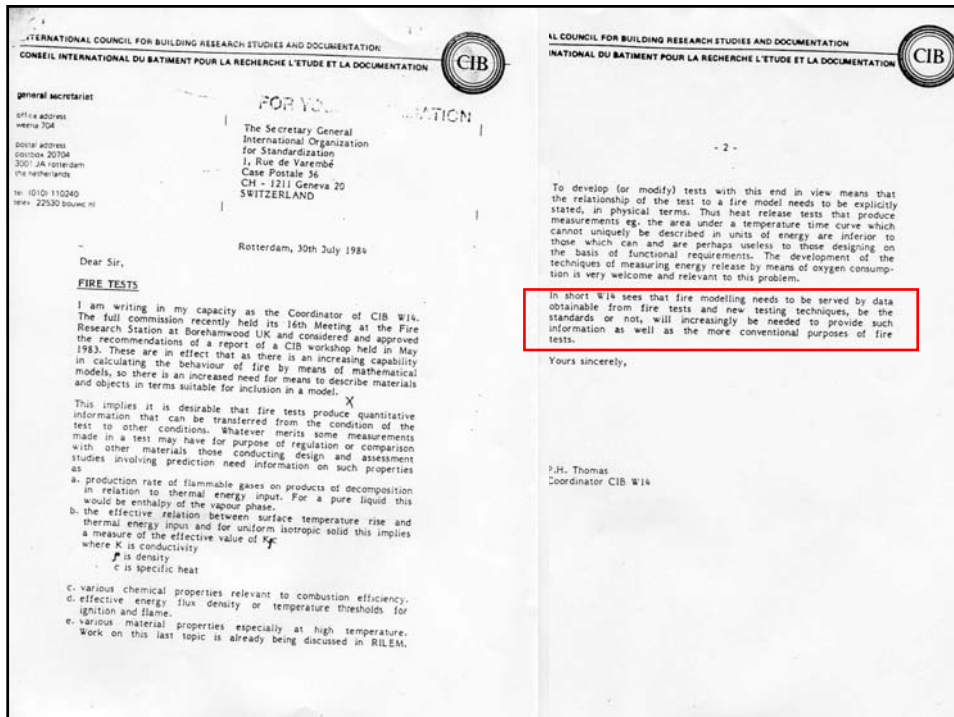 INTERNATIONAL COUNCIL FOR BUILDING RESEARCH STUDIES AND DOCUMENTATION
CONSEIL INTERNATIONAL DU BATIMENT POUR LA RECHERCHE L'ETUDE ET LA DOCUMENTATION
CIB
general secretariat
office address
weena 704
postal address
postbox 20704
3001 JA rotterdam
the netherlands
tel (010) 110240
telex 22530 bouwc nl
FOR
The Secretary General
International Organization
for Standardization
1, Rue de Varembé
Case Postale 56
CH - 1211 Geneva 20
SWITZERLAND
Rotterdam, 30th July 1984
Dear Sir,
FIRE TESTS
I am writing in my capacity as the Coordinator of CIB W14.
The full commission recently held its 16th Meeting at the Fire
Research Station at Borehamwood UK and considered and approved
the recommendations of a report of a CIB workshop held in May
1983. These are in effect that as there is an increasing capability
in calculating the behaviour of fire by means of mathematical
models, so there is an increased need for means to describe materials
and objects in terms suitable for inclusion in a model.
X
This implies it is desirable that fire tests produce quantitative
information that can be transferred from the condition of the
test to other conditions. Whatever merits some measurements
made in a test may have for purpose of regulation or comparison
with other materials those conducting design and assessment
studies involving prediction need information on such properties
as
a. production rate of flammable gases on products of decomposition
in relation to thermal energy input. For a pure liquid this
would be enthalpy of the vapour phase.
b. the effective relation between surface temperature rise and
thermal energy input and for uniform isotropic solid this implies
a measure of the effective value of Kρc
where K is conductivity
ρ is density
c is specific heat
c. various chemical properties relevant to combustion efficiency.
d. effective energy flux density or temperature thresholds for
ignition and flame.
e. various material properties especially at high temperature.
Work on this last topic is already being discussed in RILEM.
AL COUNCIL FOR BUILDING RESEARCH STUDIES AND DOCUMENTATION
NATIONAL DU BATIMENT POUR LA RECHERCHE L'ETUDE ET LA DOCUMENTATION
CIB
- 2 -
To develop (or modify) tests with this end in view means that
the relationship of the test to a fire model needs to be explicitly
stated, in physical terms. Thus heat release tests that produce
measurements eg. the area under a temperature time curve which
cannot uniquely be described in units of energy are inferior to
those which can and are perhaps useless to those designing on
the basis of functional requirements. The development of the
techniques of measuring energy release by means of oxygen consump-
tion is very welcome and relevant to this problem.
In short W14 sees that fire modelling needs to be served by data
obtainable from fire tests and new testing techniques, be the
standards or not, will increasingly be needed to provide such
information as well as the more conventional purposes of fire
tests.
Yours sincerely,
P.H. Thomas
Coordinator CIB W14